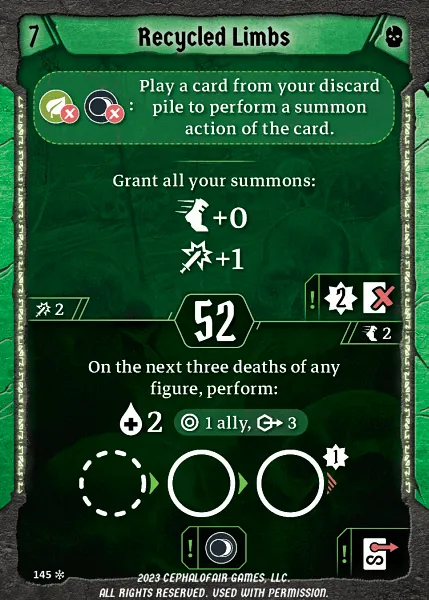 7
Recycled Limbs
: Play a card from your discard
pile to perform a summon
action of the card.
Grant all your summons:
+0
+1
! 2
2
52
2
On the next three deaths of any
figure, perform:
2 1 ally, 3
1
!
!
145
2023 CEPHALOFAIR GAMES, LLC.
ALL RIGHTS RESERVED. USED WITH PERMISSION.